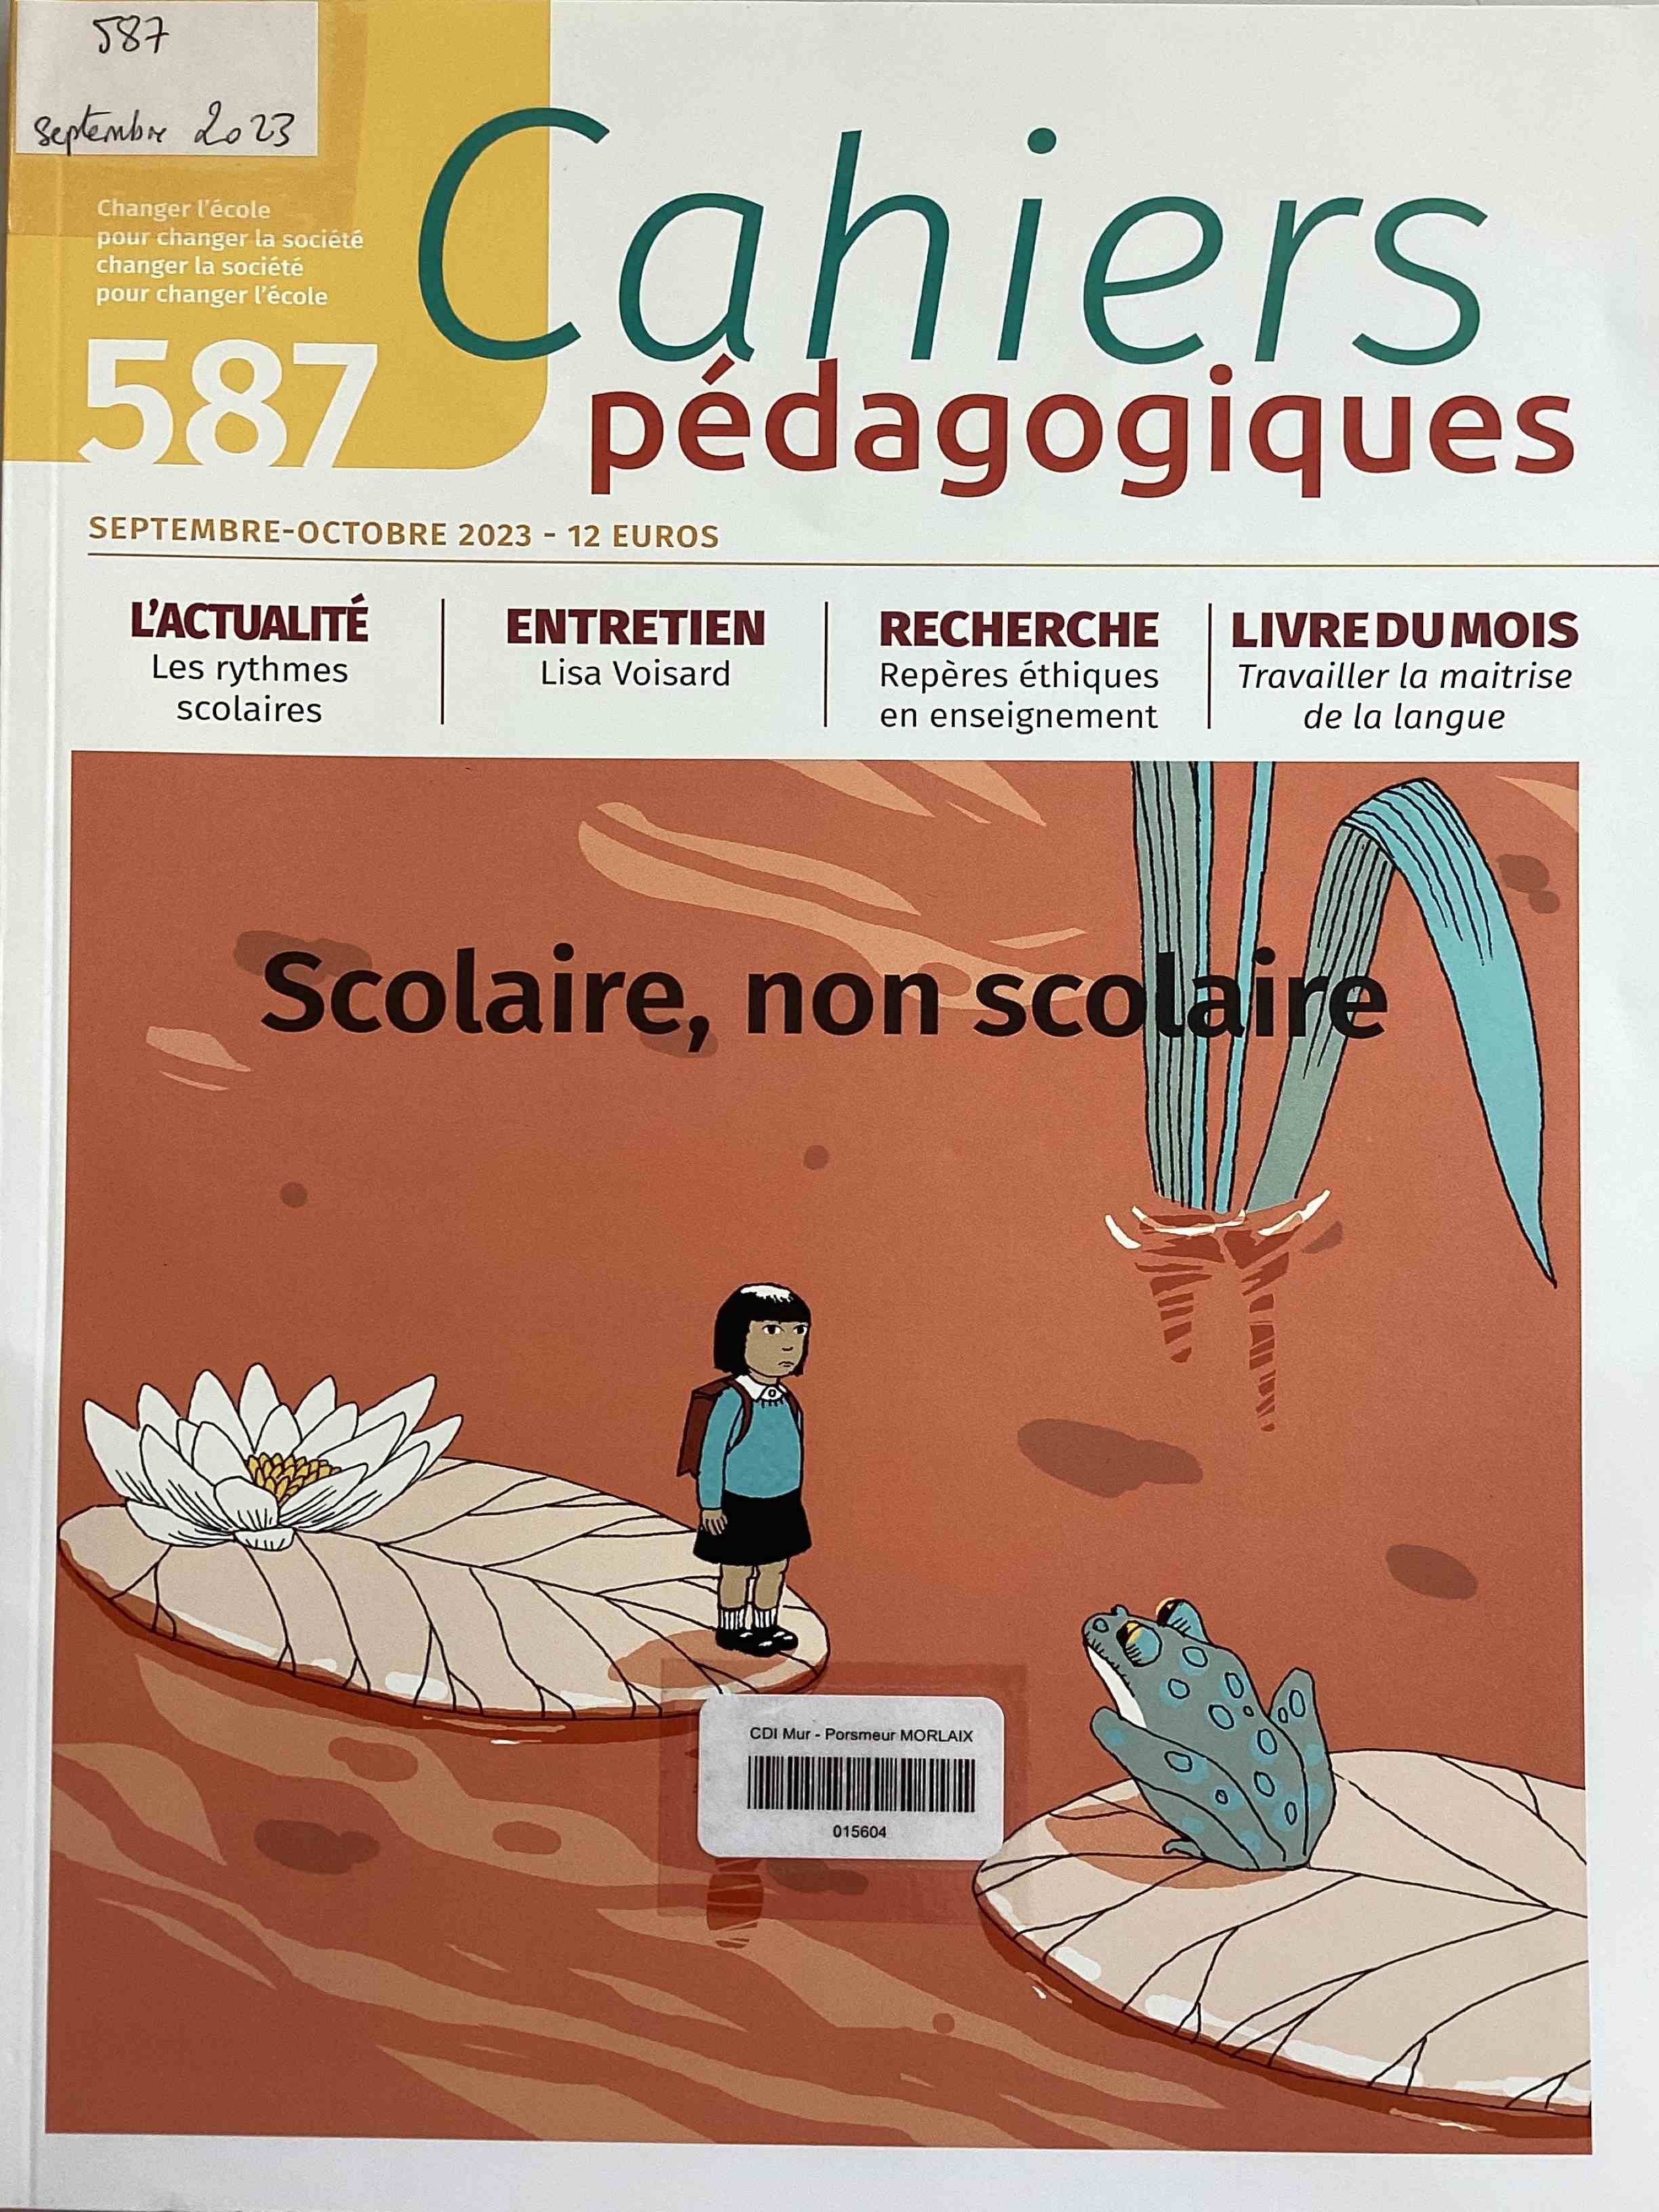 587
septembre 2023
Changer l'école
pour changer la société
changer la société
pour changer l'école
587
Cahiers
pédagogiques
SEPTEMBRE-OCTOBRE 2023 - 12 EUROS
L'ACTUALITÉ
Les rythmes
scolaires
ENTRETIEN
Lisa Voisard
RECHERCHE
Repères éthiques
en enseignement
LIVRE DU MOIS
Travailler la maitrise
de la langue
Scolaire, non scolaire
CDI Mur - Porsmeur MORLAIX
015604